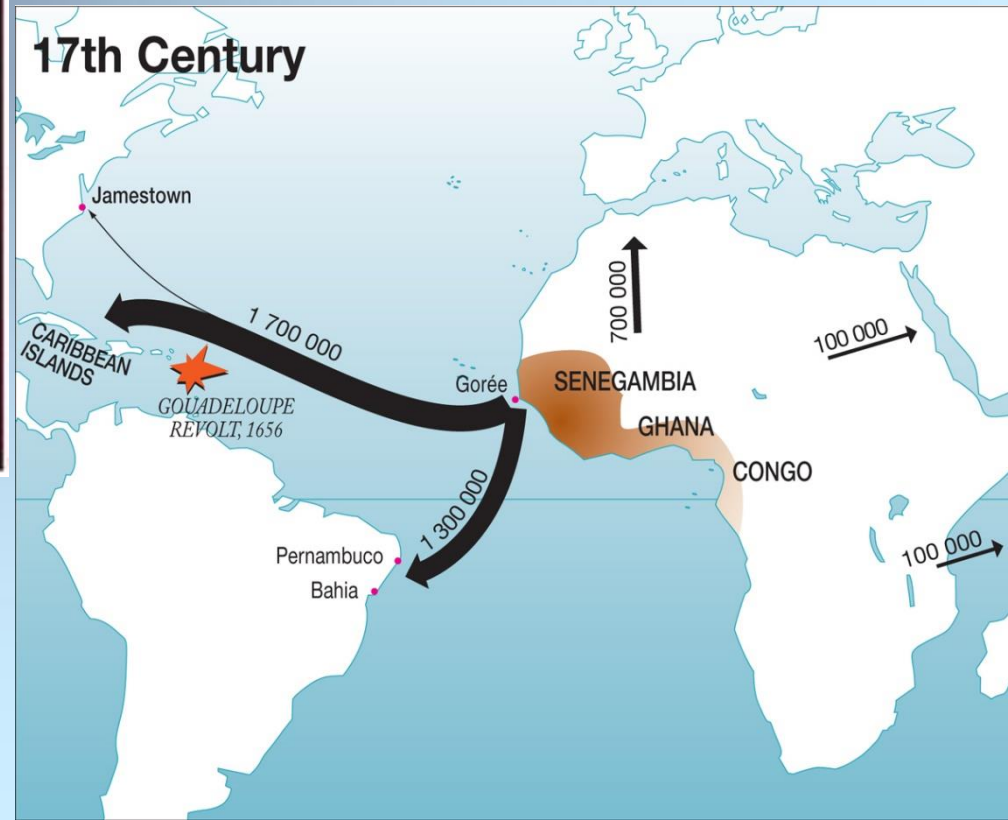 17th Century
Jamestown
1 700 000
700 000
100 000
CARIBBEAN
ISLANDS
GOUADELOUPE
REVOLT, 1656
Gorée
SENEGAMBIA
GHANA
CONGO
1 300 000
Pernambuco
Bahia
100 000